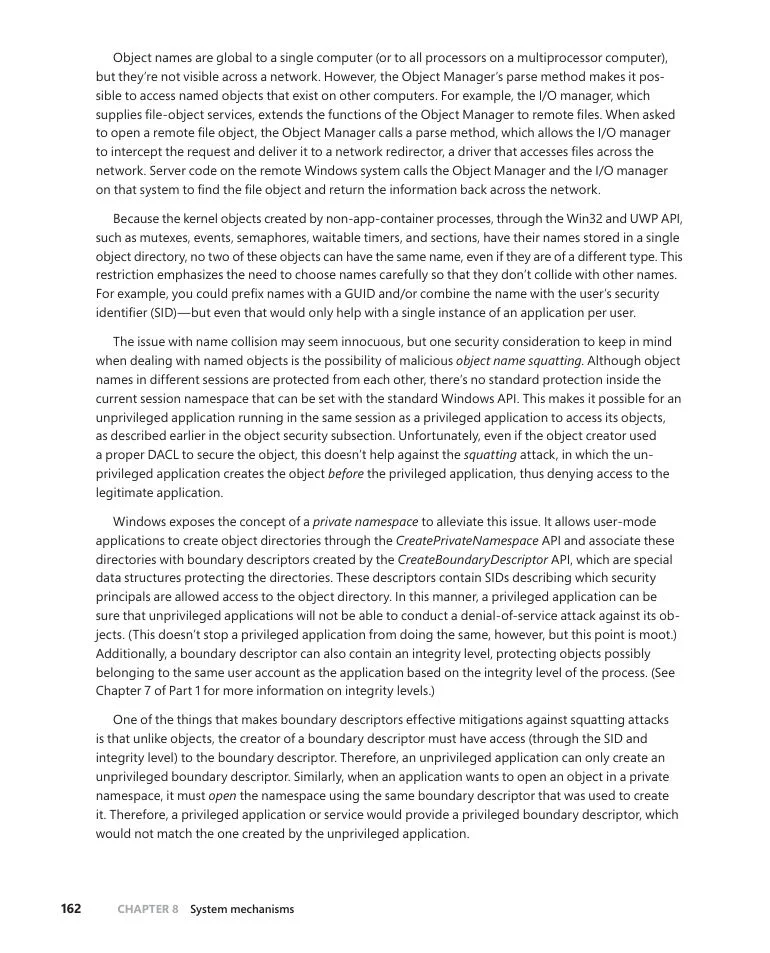 Object names are global to a single computer (or to all processors on a multiprocessor computer),
but they're not visible across a network. However, the Object Manager's parse method makes it pos-
sible to access named objects that exist on other computers. For example, the I/O manager, which
supplies file-object services, extends the functions of the Object Manager to remote files. When asked
to open a remote file object, the Object Manager calls a parse method, which allows the I/O manager
to intercept the request and deliver it to a network redirector, a driver that accesses files across the
network. Server code on the remote Windows system calls the Object Manager and the I/O manager
on that system to find the file object and return the information back across the network.
Because the kernel objects created by non-app-container processes, through the Win32 and UWP API,
such as mutexes, events, semaphores, waitable timers, and sections, have their names stored in a single
object directory, no two of these objects can have the same name, even if they are of a different type. This
restriction emphasizes the need to choose names carefully so that they don't collide with other names.
For example, you could prefix names with a GUID and/or combine the name with the user's security
identifier (SID)—but even that would only help with a single instance of an application per user.
The issue with name collision may seem innocuous, but one security consideration to keep in mind
when dealing with named objects is the possibility of malicious object name squatting. Although object
names in different sessions are protected from each other, there's no standard protection inside the
current session namespace that can be set with the standard Windows API. This makes it possible for an
unprivileged application running in the same session as a privileged application to access its objects,
as described earlier in the object security subsection. Unfortunately, even if the object creator used
a proper DACL to secure the object, this doesn't help against the squatting attack, in which the un-
privileged application creates the object before the privileged application, thus denying access to the
legitimate application.
Windows exposes the concept of a private namespace to alleviate this issue. It allows user-mode
applications to create object directories through the CreatePrivateNamespace API and associate these
directories with boundary descriptors created by the CreateBoundaryDescriptor API, which are special
data structures protecting the directories. These descriptors contain SIDs describing which security
principals are allowed access to the object directory. In this manner, a privileged application can be
sure that unprivileged applications will not be able to conduct a denial-of-service attack against its ob-
jects. (This doesn't stop a privileged application from doing the same, however, but this point is moot.)
Additionally, a boundary descriptor can also contain an integrity level, protecting objects possibly
belonging to the same user account as the application based on the integrity level of the process. (See
Chapter 7 of Part 1 for more information on integrity levels.)
One of the things that makes boundary descriptors effective mitigations against squatting attacks
is that unlike objects, the creator of a boundary descriptor must have access (through the SID and
integrity level) to the boundary descriptor. Therefore, an unprivileged application can only create an
unprivileged boundary descriptor. Similarly, when an application wants to open an object in a private
namespace, it must open the namespace using the same boundary descriptor that was used to create
it. Therefore, a privileged application or service would provide a privileged boundary descriptor, which
would not match the one created by the unprivileged application.
162 CHAPTER 8 System mechanisms